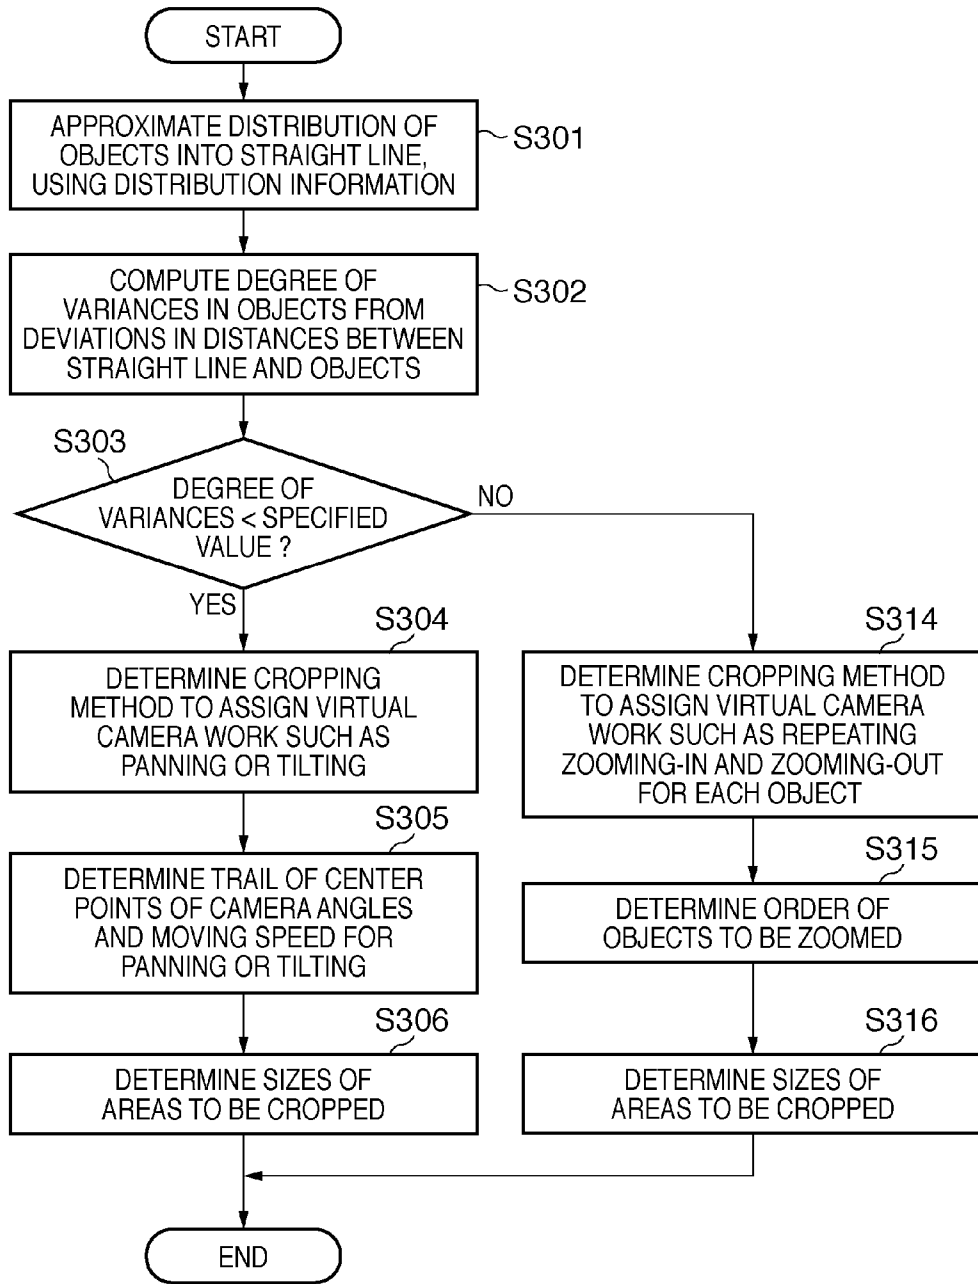 START
APPROXIMATE DISTRIBUTION OF
OBJECTS INTO STRAIGHT LINE,
USING DISTRIBUTION INFORMATION
S301
COMPUTE DEGREE OF
VARIANCES IN OBJECTS FROM
DEVIATIONS IN DISTANCES BETWEEN
STRAIGHT LINE AND OBJECTS
S302
S303
DEGREE OF
VARIANCES < SPECIFIED
VALUE ?
NO
YES
S304
DETERMINE CROPPING
METHOD TO ASSIGN VIRTUAL
CAMERA WORK SUCH AS
PANNING OR TILTING
S305
DETERMINE TRAIL OF CENTER
POINTS OF CAMERA ANGLES
AND MOVING SPEED FOR
PANNING OR TILTING
S306
DETERMINE SIZES OF
AREAS TO BE CROPPED
S314
DETERMINE CROPPING METHOD
TO ASSIGN VIRTUAL CAMERA
WORK SUCH AS REPEATING
ZOOMING-IN AND ZOOMING-OUT
FOR EACH OBJECT
S315
DETERMINE ORDER OF
OBJECTS TO BE ZOOMED
S316
DETERMINE SIZES OF
AREAS TO BE CROPPED
END